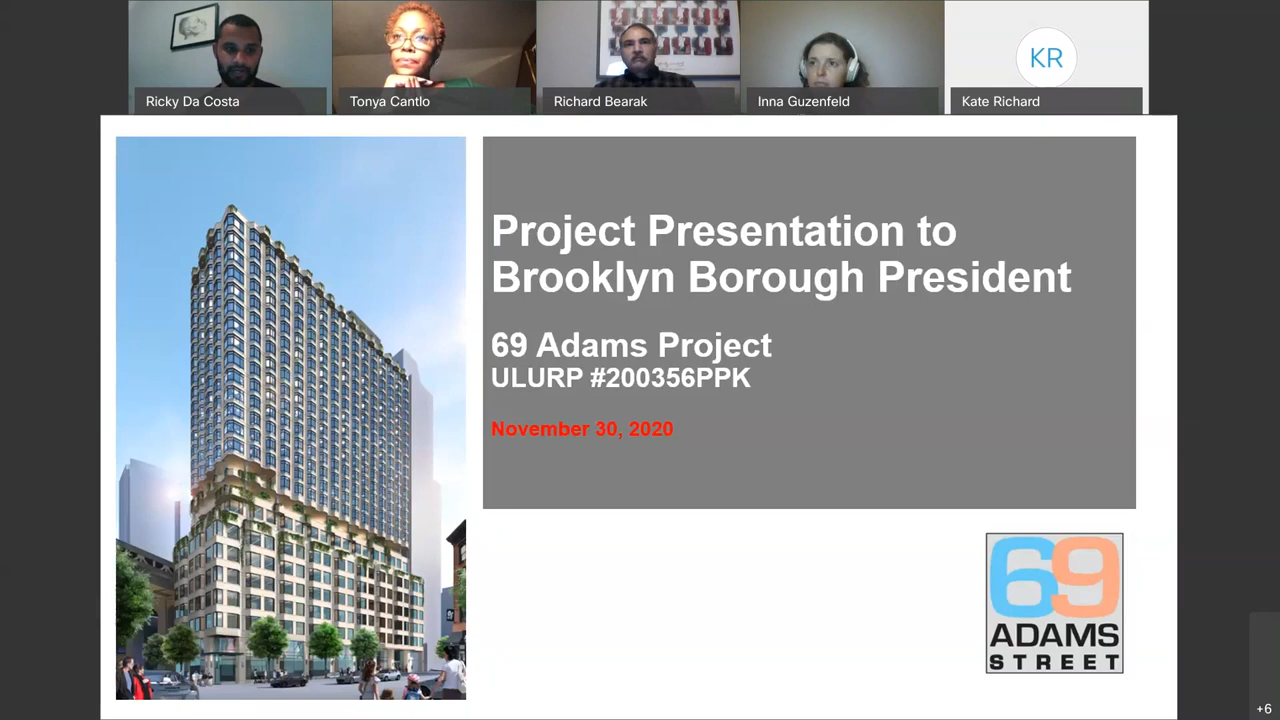 Ricky Da Costa
Tonya Cantlo
Richard Bearak
Inna Guzenfeld
KR
Kate Richard
Project Presentation to
Brooklyn Borough President
69 Adams Project
ULURP #200356PPK
November 30, 2020
69
ADAMS
STREET
+6